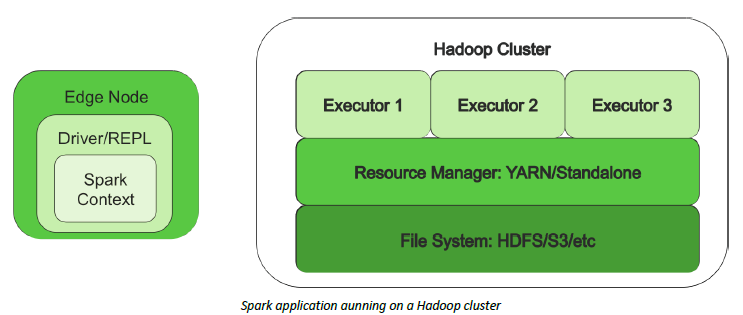 Hadoop Cluster
Edge Node
Driver/REPL
Spark
Context
Executor 1
Executor 2
Executor 3
Resource Manager: YARN/Standalone
File System: HDFS/S3/etc
Spark application aunning on a Hadoop cluster